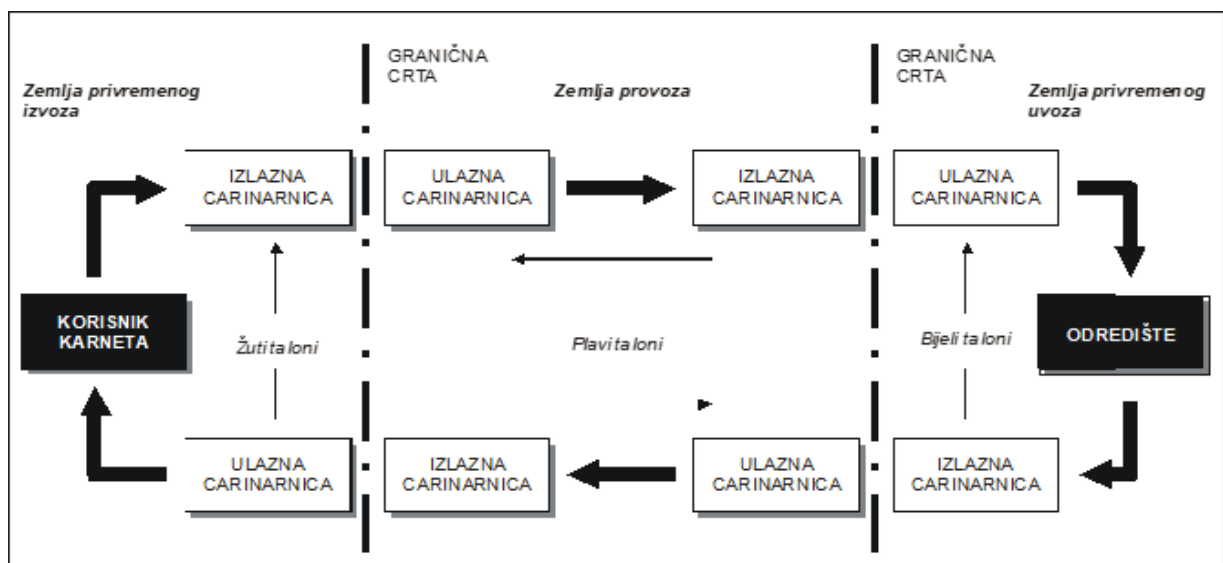 GRANIČNA
CRTA
GRANIČNA
CRTA
Zemlja privremenog
izvoza
Zemlja provoza
Zemlja privremenog
uvoza
IZLAZNA
CARINARNICA
ULAZNA
CARINARNICA
IZLAZNA
CARINARNICA
ULAZNA
CARINARNICA
KORISNIK
KARNETA
Žuti taloni
Plavi taloni
Bijeli taloni
ODREDIŠTE
ULAZNA
CARINARNICA
IZLAZNA
CARINARNICA
ULAZNA
CARINARNICA
IZLAZNA
CARINARNICA